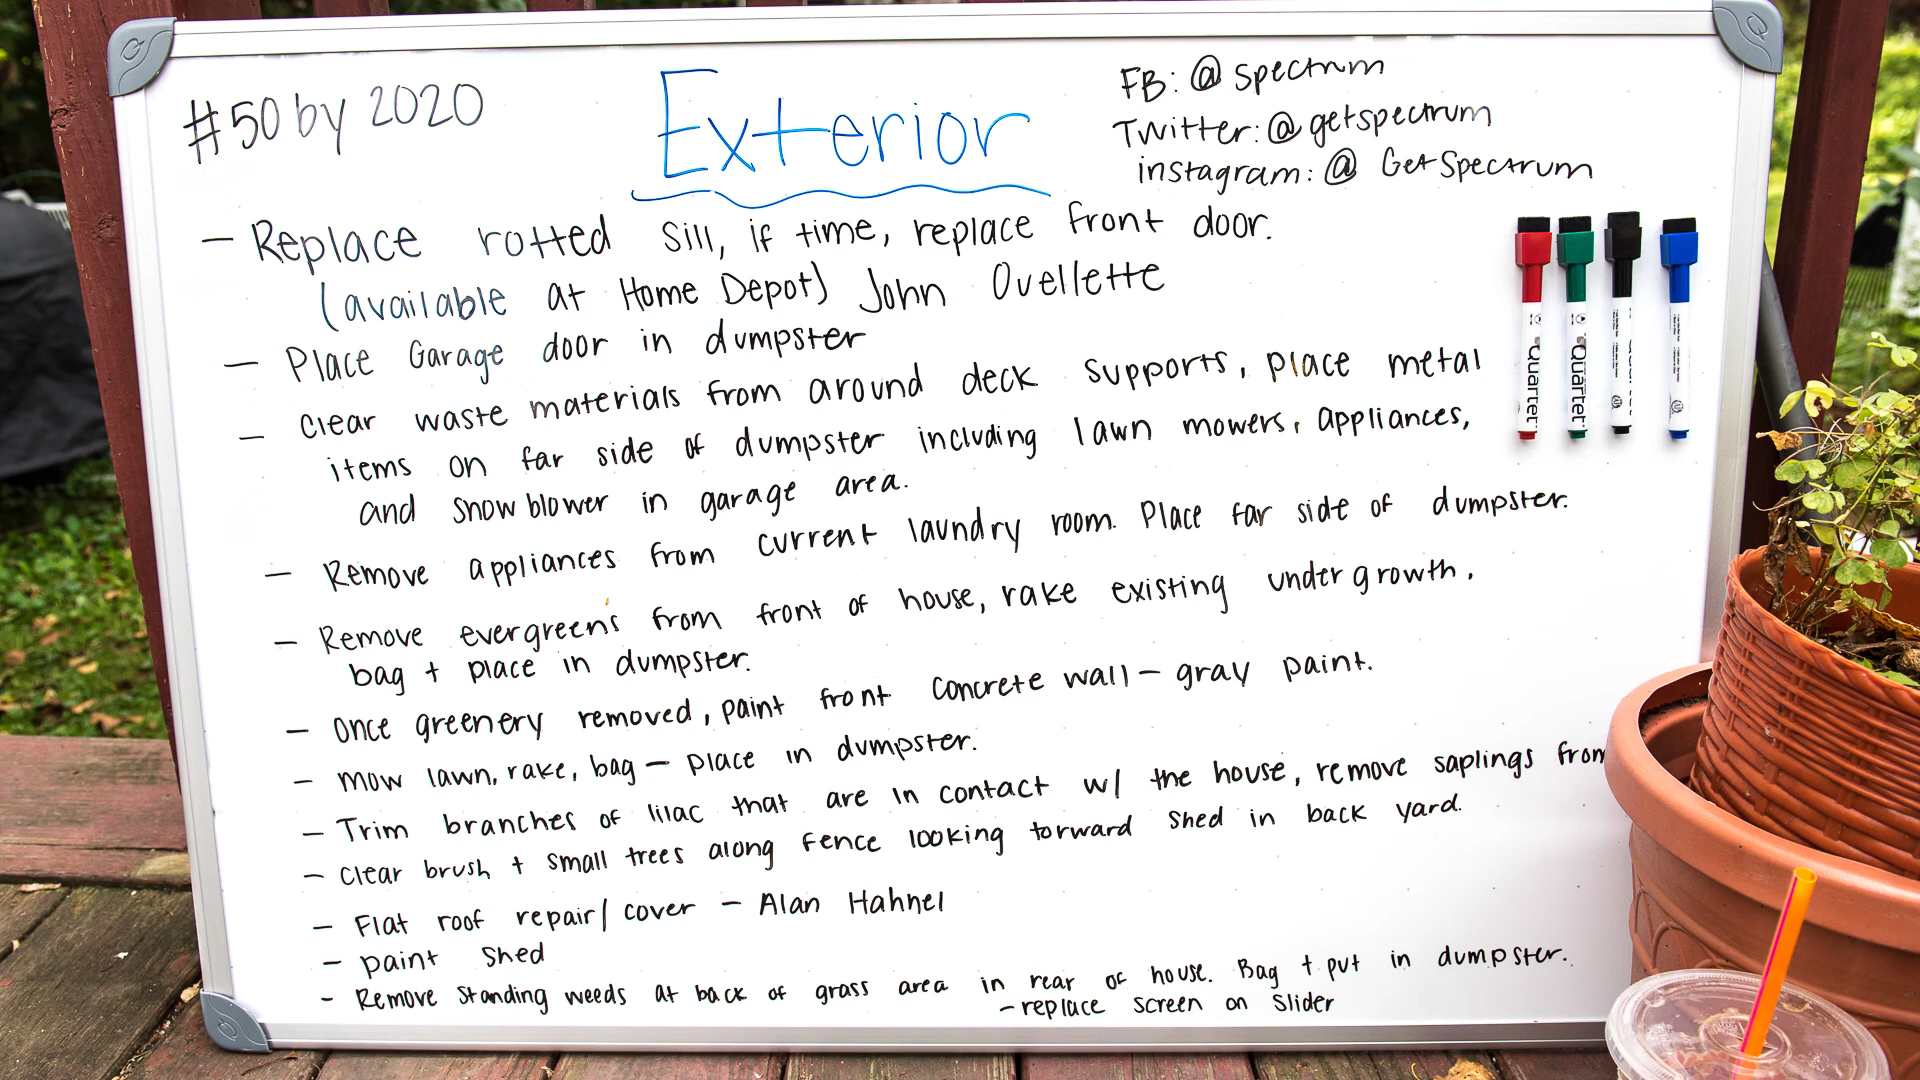 #50 by 2020
Exterior
FB: @ spectrum
Twitter: @getspectrum
instagram: @ GetSpectrum
- Replace rotted sill, if time, replace front door.
(available at Home Depot) John Ouellette
- Place Garage door in dumpster
- Clear waste materials from around deck supports, place metal
items on far side of dumpster including lawn mowers, appliances,
and snow blower in garage area.
- Remove appliances from current laundry room. Place far side of dumpster.
- Remove evergreens from front of house, rake existing undergrowth,
bag + place in dumpster.
- Once greenery removed, paint front concrete wall - gray paint.
- Mow lawn, rake, bag - place in dumpster.
- Trim branches of lilac that are in contact w/ the house, remove saplings from
- Clear brush + small trees along fence looking torward shed in back yard.
- Flat roof repair/cover - Alan Hahnel
- paint shed
- Remove standing weeds at back of grass area in rear of house. Bag + put in dumpster.
- replace screen on slider
Quartet
Quartet